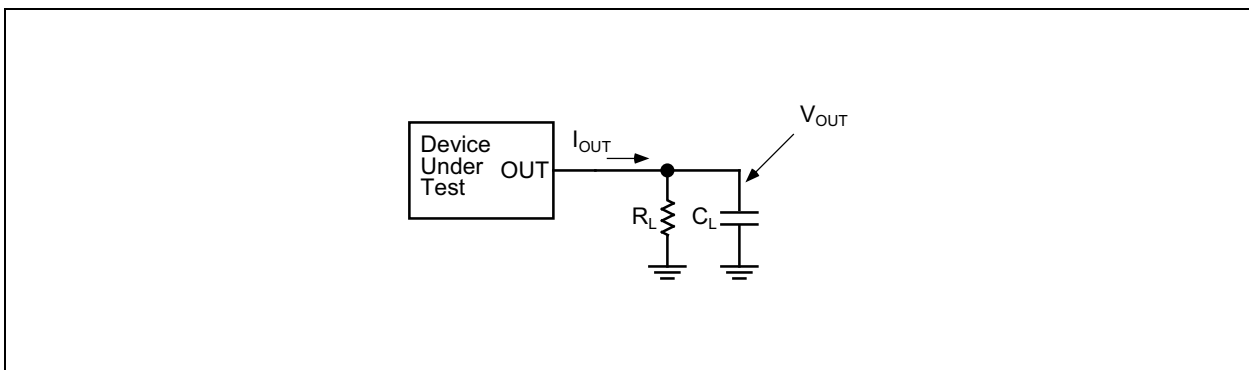 Device
Under
Test
OUT
I_OUT
V_OUT
R_L
C_L